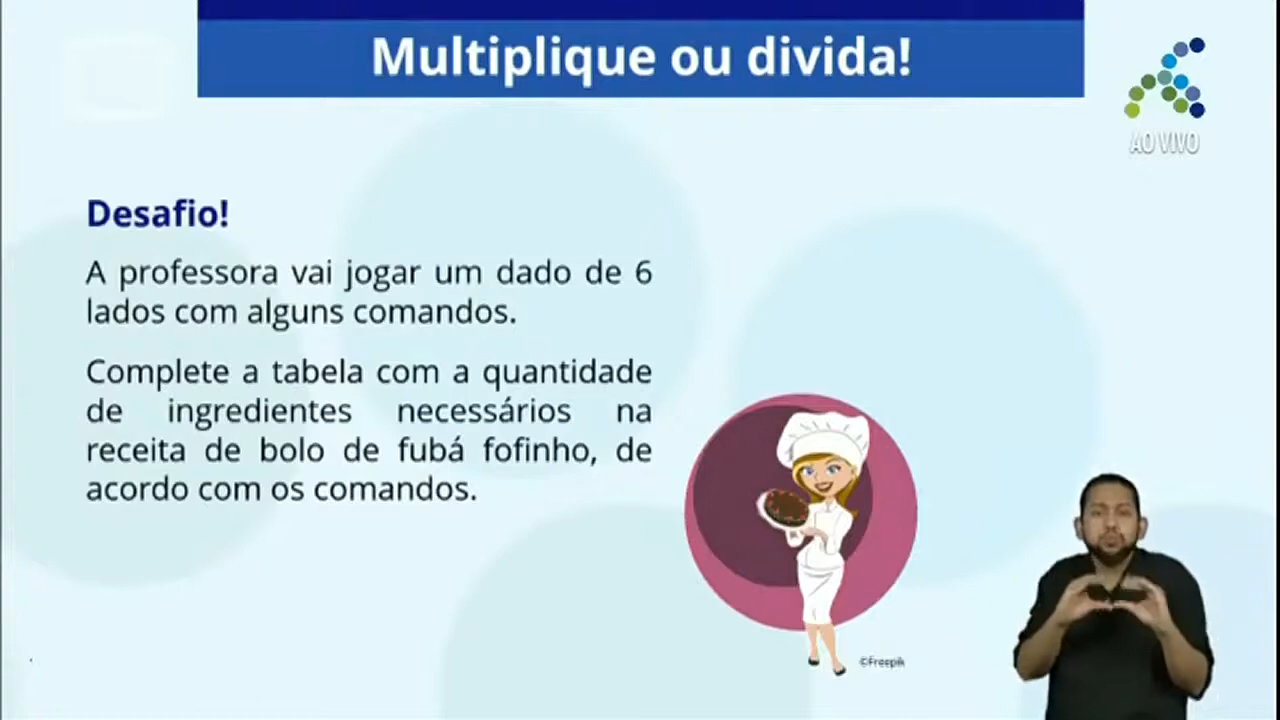 Multiplique ou divida!
AO VIVO
Desafio!
A professora vai jogar um dado de 6
lados com alguns comandos.
Complete a tabela com a quantidade
de ingredientes necessários na
receita de bolo de fubá fofinho, de
acordo com os comandos.
©Freepik